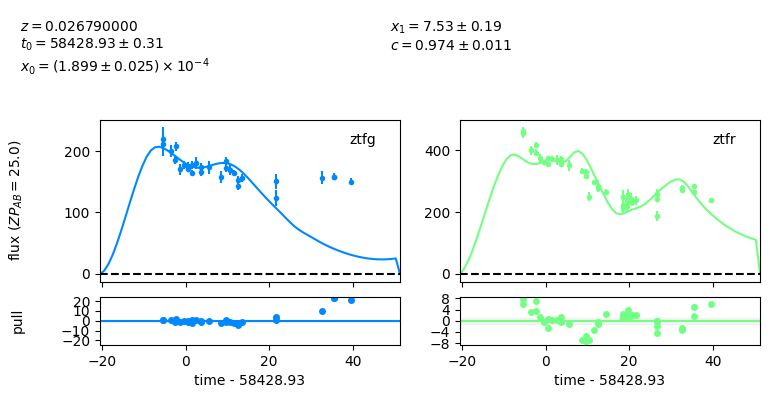 z = 0.026790000
t₀ = 58428.93 ± 0.31
x₀ = (1.899 ± 0.025) × 10⁻⁴
x₁ = 7.53 ± 0.19
c = 0.974 ± 0.011
flux (ZP_AB = 25.0)
200
100
0
ztfg
400
200
0
ztfr
pull
20
10
0
−10
−20
8
4
0
−4
−8
−20 0 20 40
−20 0 20 40
time - 58428.93
time - 58428.93